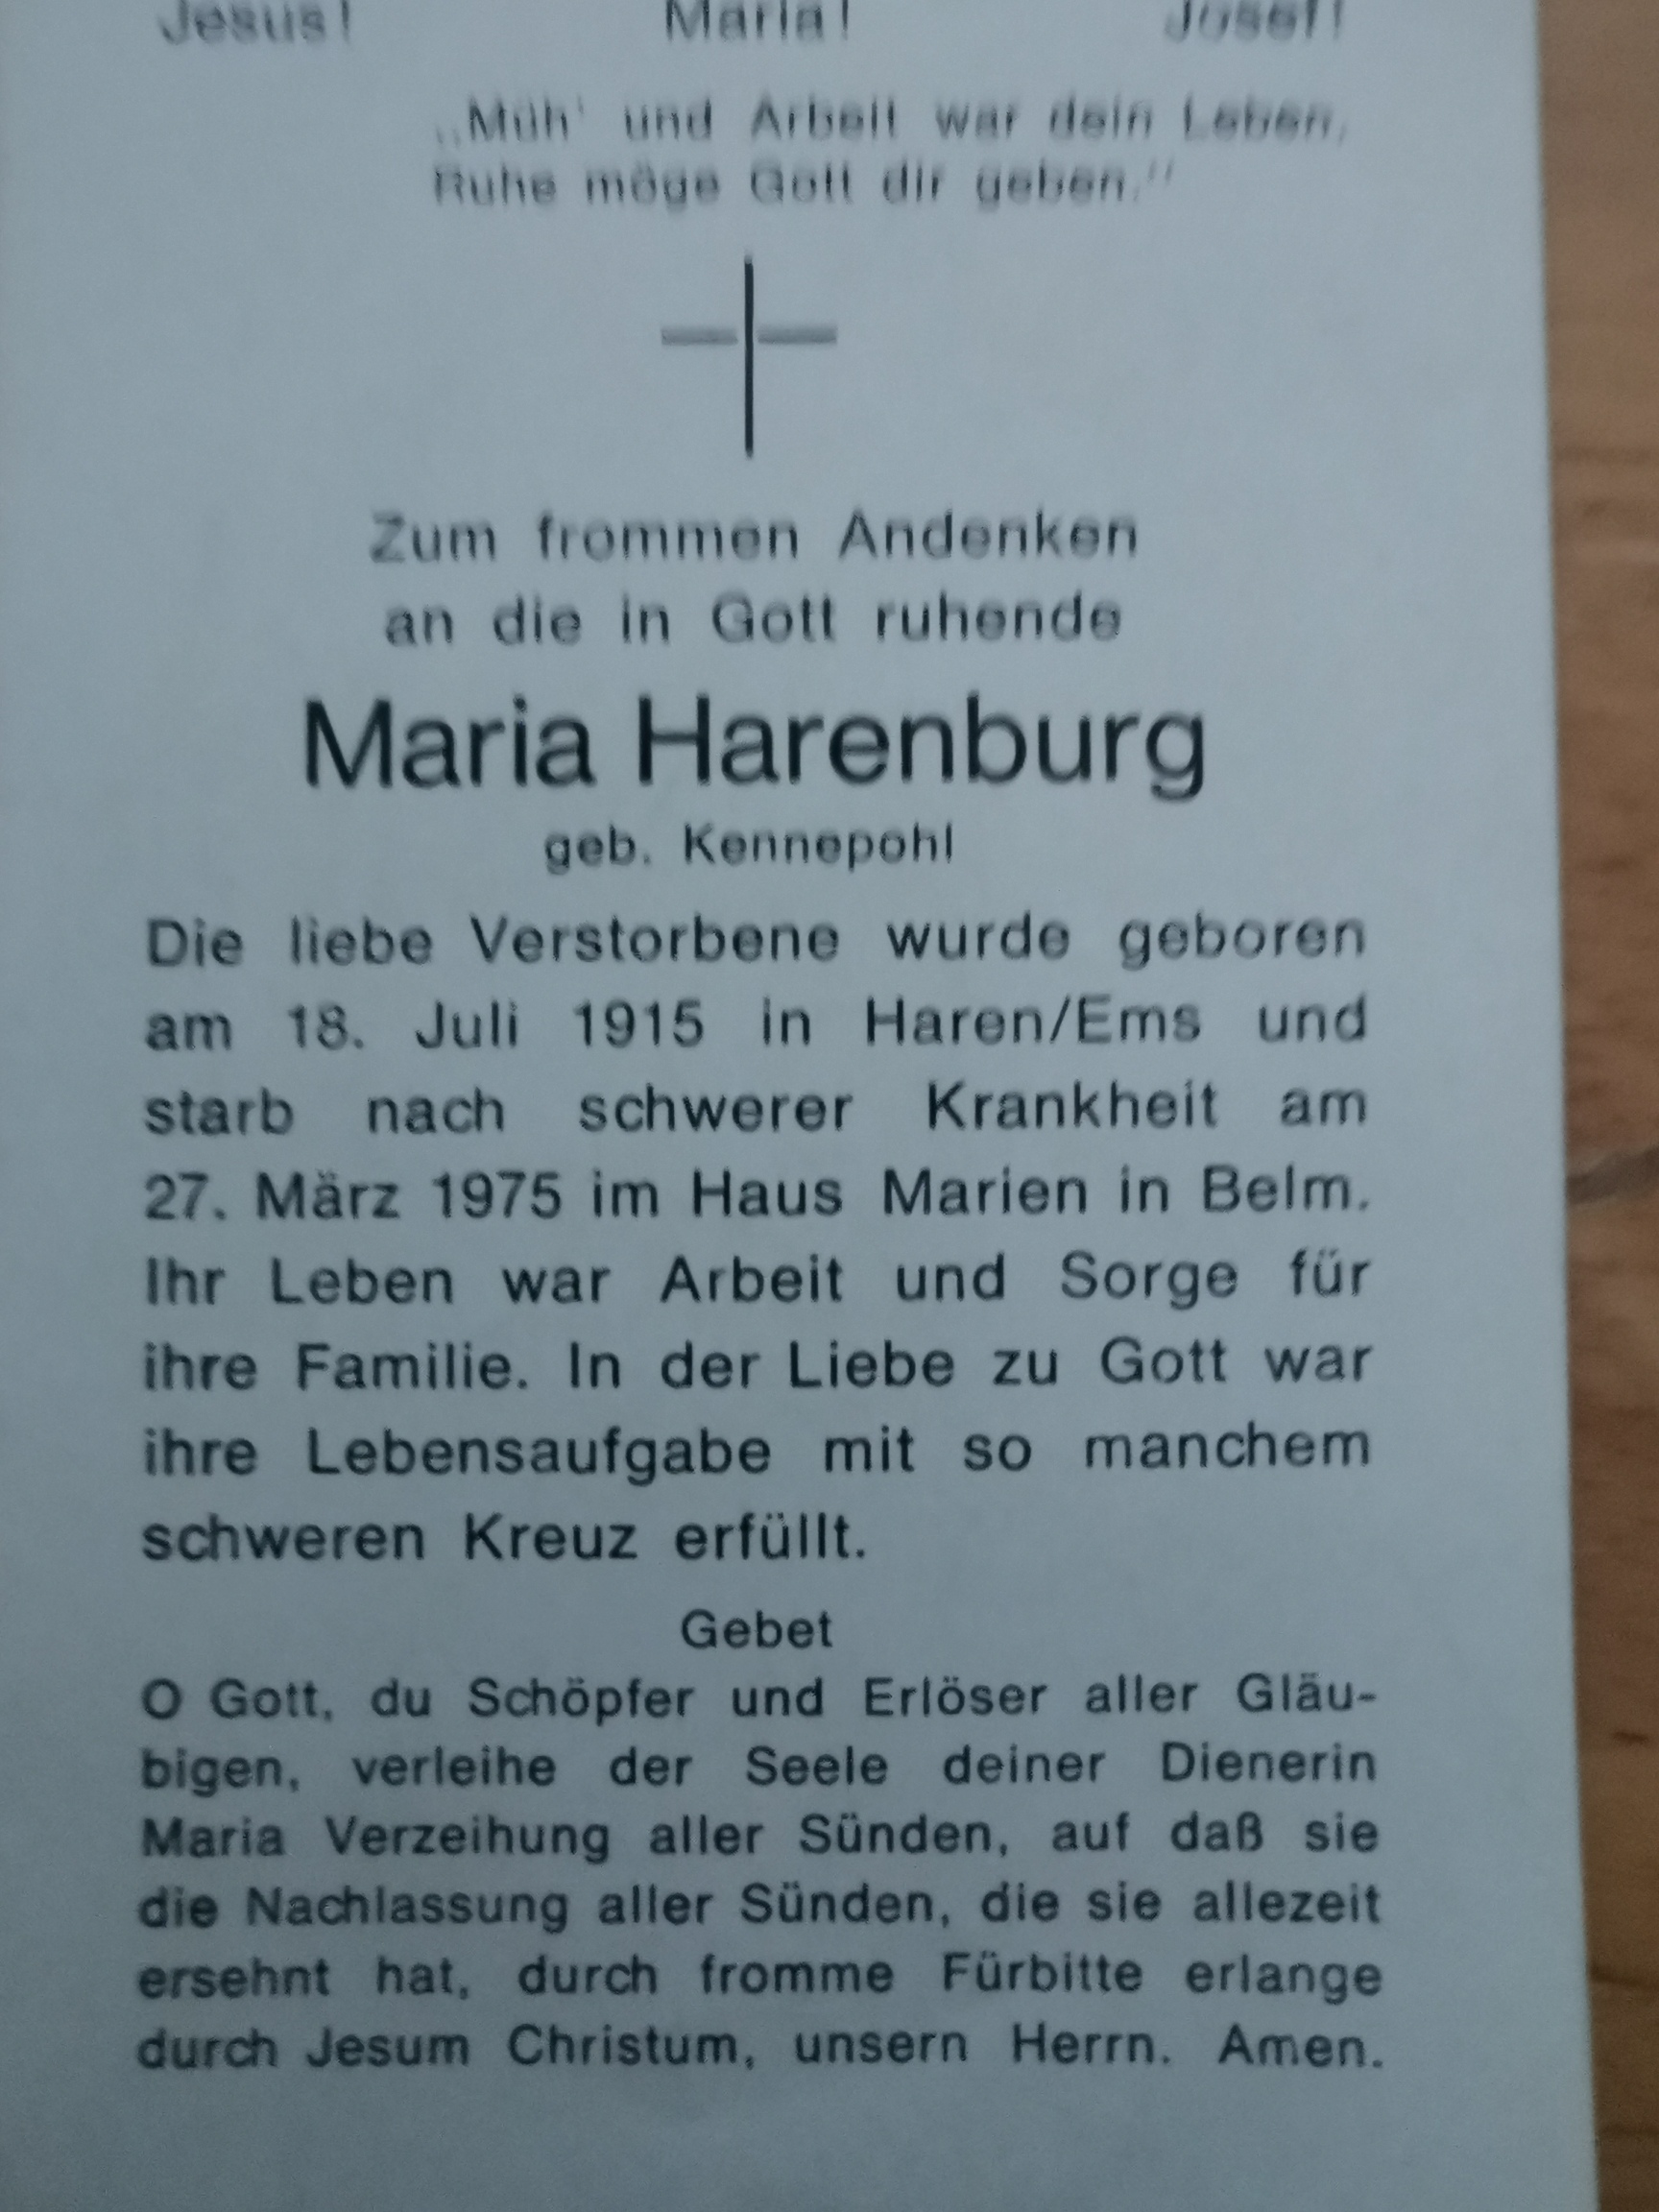 Jesus! Maria! Josef!
„Müh' und Arbeit war dein Leben,
Ruhe möge Gott dir geben."
Zum frommen Andenken
an die in Gott ruhende
Maria Harenburg
geb. Kennepohl
Die liebe Verstorbene wurde geboren
am 18. Juli 1915 in Haren/Ems und
starb nach schwerer Krankheit am
27. März 1975 im Haus Marien in Belm.
Ihr Leben war Arbeit und Sorge für
ihre Familie. In der Liebe zu Gott war
ihre Lebensaufgabe mit so manchem
schweren Kreuz erfüllt.
Gebet
O Gott, du Schöpfer und Erlöser aller Gläu-
bigen, verleihe der Seele deiner Dienerin
Maria Verzeihung aller Sünden, auf daß sie
die Nachlassung aller Sünden, die sie allezeit
ersehnt hat, durch fromme Fürbitte erlange
durch Jesum Christum, unsern Herrn. Amen.